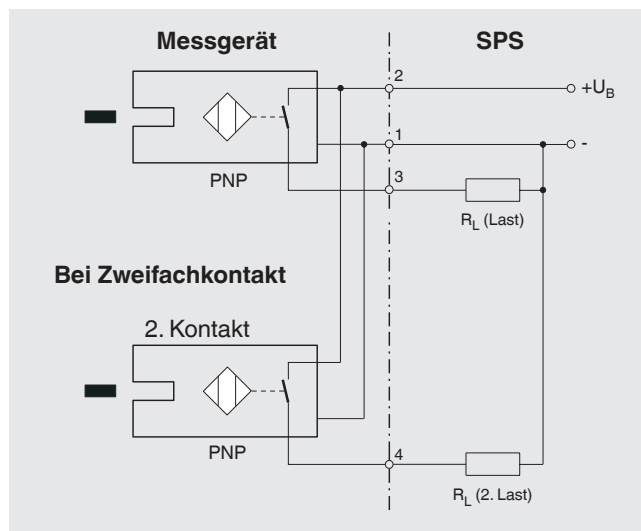 Messgerät
SPS
2
+U_B
1
-
PNP
3
R_L (Last)
Bei Zweifachkontakt
2. Kontakt
PNP
4
R_L (2. Last)